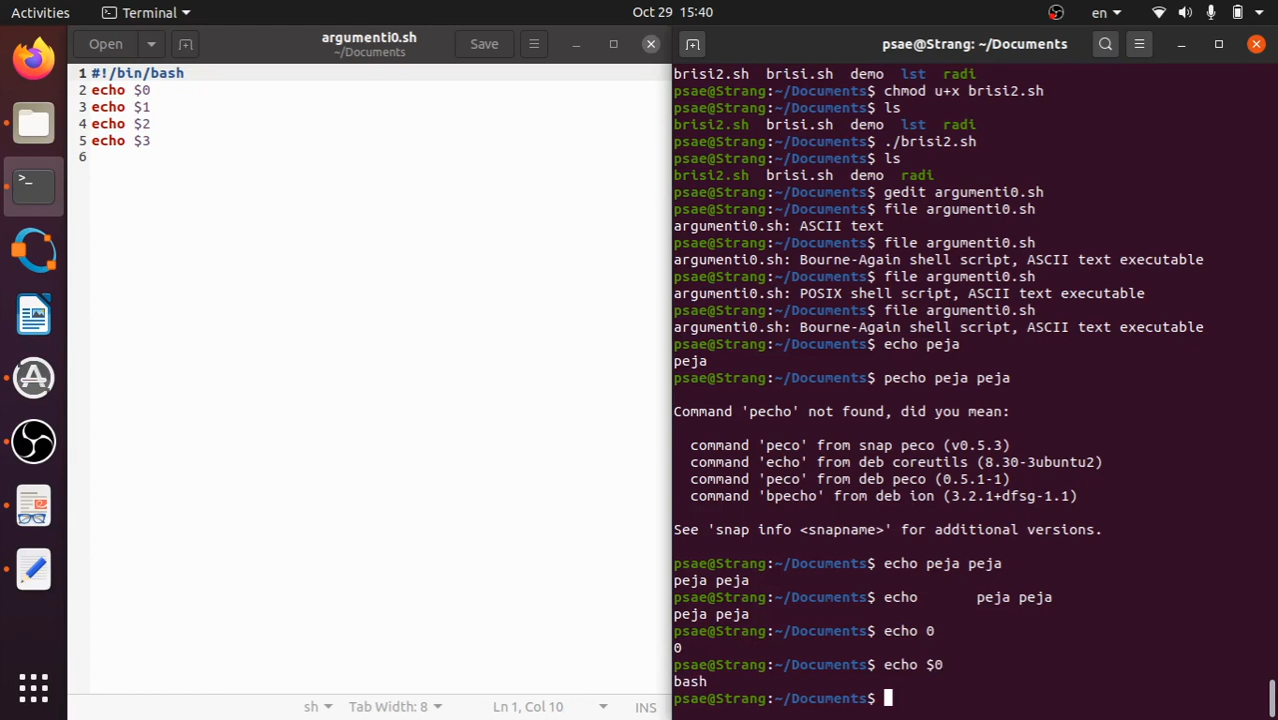 Activities Terminal Oct 29 15:40 en
Open argumenti0.sh Save
~/Documents
psae@Strang: ~/Documents
1 #!/bin/bash
2 echo $0
3 echo $1
4 echo $2
5 echo $3
6
sh Tab Width: 8 Ln 1, Col 10 INS
brisi2.sh brisi.sh demo lst radi
psae@Strang:~/Documents$ chmod u+x brisi2.sh
psae@Strang:~/Documents$ ls
brisi2.sh brisi.sh demo lst radi
psae@Strang:~/Documents$ ./brisi2.sh
psae@Strang:~/Documents$ ls
brisi2.sh brisi.sh demo radi
psae@Strang:~/Documents$ gedit argumenti0.sh
psae@Strang:~/Documents$ file argumenti0.sh
argumenti0.sh: ASCII text
psae@Strang:~/Documents$ file argumenti0.sh
argumenti0.sh: Bourne-Again shell script, ASCII text executable
psae@Strang:~/Documents$ file argumenti0.sh
argumenti0.sh: POSIX shell script, ASCII text executable
psae@Strang:~/Documents$ file argumenti0.sh
argumenti0.sh: Bourne-Again shell script, ASCII text executable
psae@Strang:~/Documents$ echo peja
peja
psae@Strang:~/Documents$ pecho peja peja
Command 'pecho' not found, did you mean:
command 'peco' from snap peco (v0.5.3)
command 'echo' from deb coreutils (8.30-3ubuntu2)
command 'peco' from deb peco (0.5.1-1)
command 'bpecho' from deb ion (3.2.1+dfsg-1.1)
See 'snap info <snapname>' for additional versions.
psae@Strang:~/Documents$ echo peja peja
peja peja
psae@Strang:~/Documents$ echo       peja peja
peja peja
psae@Strang:~/Documents$ echo 0
0
psae@Strang:~/Documents$ echo $0
bash
psae@Strang:~/Documents$